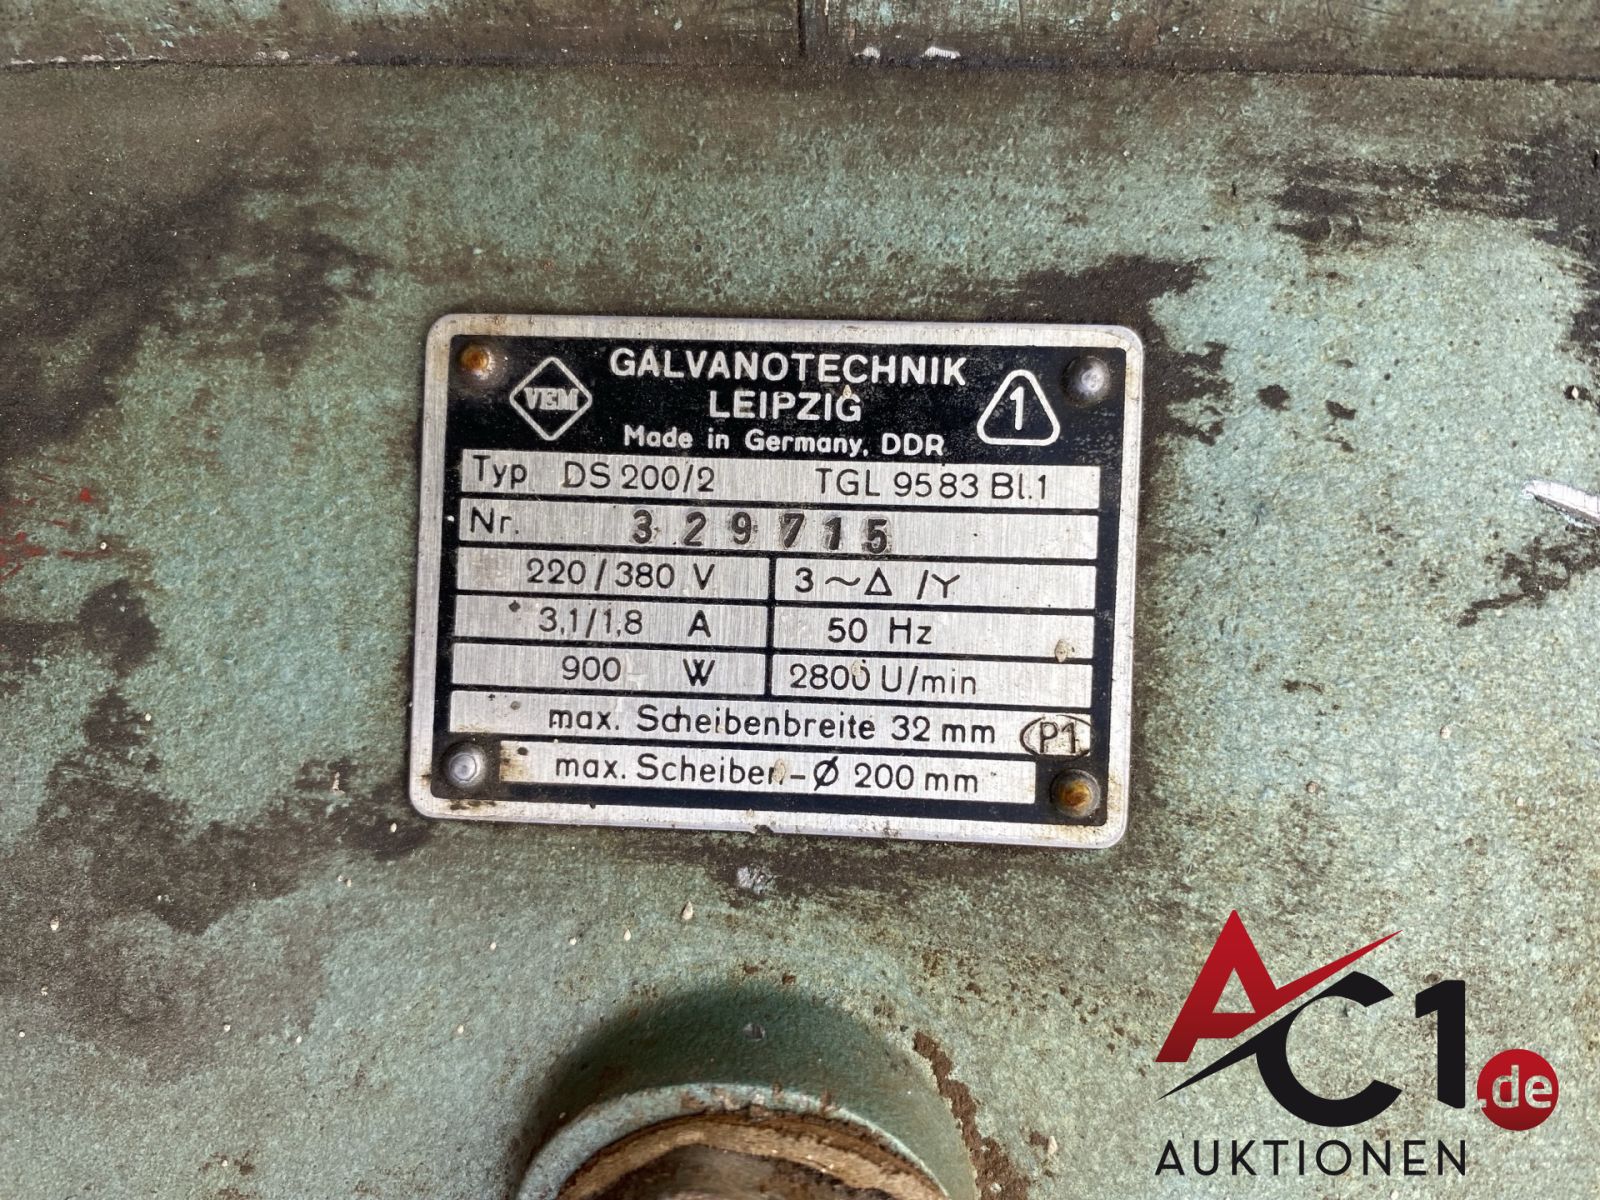 VEM
GALVANOTECHNIK
LEIPZIG
Made in Germany, DDR
1
Typ DS 200/2 TGL 9583 Bl.1
Nr. 329715
220/380 V 3~Δ/Y
3,1/1,8 A 50 Hz
900 W 2800 U/min
max. Scheibenbreite 32 mm P1
max. Scheiben-Ø 200 mm
AC1.de
AUKTIONEN